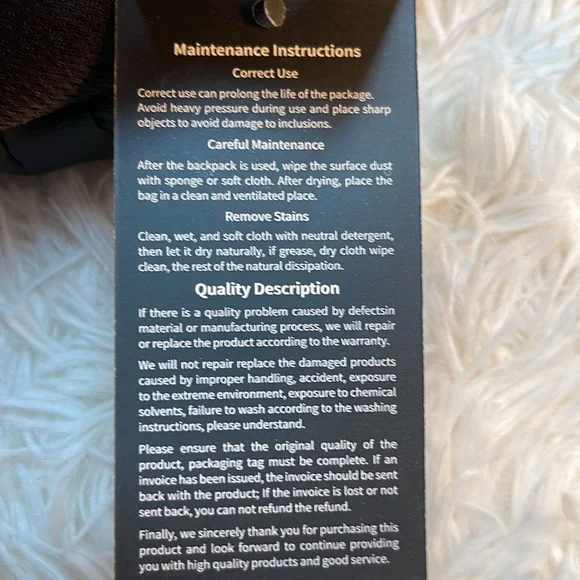 Maintenance Instructions
Correct Use
Correct use can prolong the life of the package.
Avoid heavy pressure during use and place sharp
objects to avoid damage to inclusions.
Careful Maintenance
After the backpack is used, wipe the surface dust
with sponge or soft cloth. After drying, place the
bag in a clean and ventilated place.
Remove Stains
Clean, wet, and soft cloth with neutral detergent,
then let it dry naturally, if grease, dry cloth wipe
clean, the rest of the natural dissipation.
Quality Description
If there is a quality problem caused by defectsin
material or manufacturing process, we will repair
or replace the product according to the warranty.
We will not repair replace the damaged products
caused by improper handling, accident, exposure
to the extreme environment, exposure to chemical
solvents, failure to wash according to the washing
instructions, please understand.
Please ensure that the original quality of the
product, packaging tag must be complete. If an
invoice has been issued, the invoice should be sent
back with the product; If the invoice is lost or not
sent back, you can not refund the refund.
Finally, we sincerely thank you for purchasing this
product and look forward to continue providing
you with high quality products and good service.